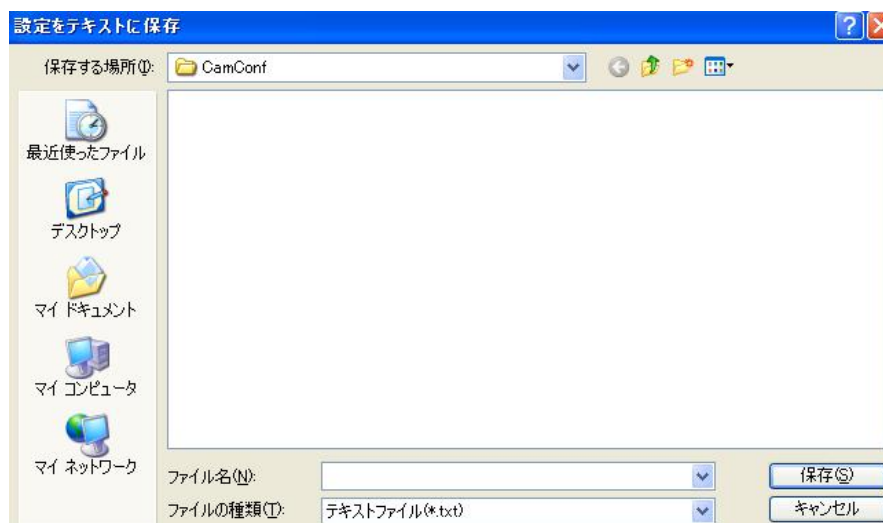 設定をテキストに保存
保存する場所(I):
CamConf
最近使ったファイル
デスクトップ
マイ ドキュメント
マイ コンピュータ
マイ ネットワーク
ファイル名(N):
保存(S)
ファイルの種類(T):
テキストファイル(*.txt)
キャンセル